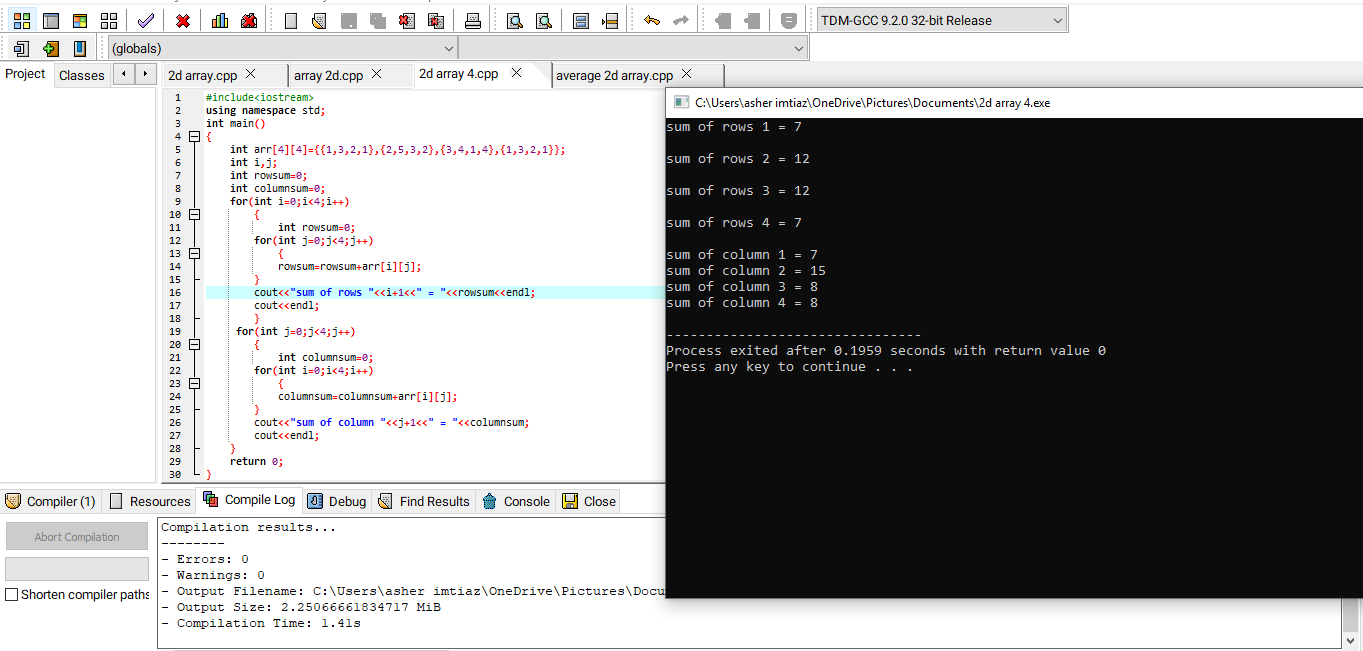 TDM-GCC 9.2.0 32-bit Release
(globals)
Project Classes
2d array.cpp array 2d.cpp 2d array 4.cpp average 2d array.cpp
1 #include<iostream>
2 using namespace std;
3 int main()
4 {
5 int arr[4][4]={{1,3,2,1},{2,5,3,2},{3,4,1,4},{1,3,2,1}};
6 int i,j;
7 int rowsum=0;
8 int columnsum=0;
9 for(int i=0;i<4;i++)
10 {
11 int rowsum=0;
12 for(int j=0;j<4;j++)
13 {
14 rowsum=rowsum+arr[i][j];
15 }
16 cout<<"sum of rows "<<i+1<<" = "<<rowsum<<endl;
17 cout<<endl;
18 }
19 for(int j=0;j<4;j++)
20 {
21 int columnsum=0;
22 for(int i=0;i<4;i++)
23 {
24 columnsum=columnsum+arr[i][j];
25 }
26 cout<<"sum of column "<<j+1<<" = "<<columnsum;
27 cout<<endl;
28 }
29 return 0;
30 }
C:\Users\asher imtiaz\OneDrive\Pictures\Documents\2d array 4.exe
sum of rows 1 = 7
sum of rows 2 = 12
sum of rows 3 = 12
sum of rows 4 = 7
sum of column 1 = 7
sum of column 2 = 15
sum of column 3 = 8
sum of column 4 = 8
--------------------------------
Process exited after 0.1959 seconds with return value 0
Press any key to continue . . .
Compiler (1) Resources Compile Log Debug Find Results Console Close
Abort Compilation
Shorten compiler paths
Compilation results...
--------
- Errors: 0
- Warnings: 0
- Output Filename: C:\Users\asher imtiaz\OneDrive\Pictures\Docu
- Output Size: 2.25066661834717 MiB
- Compilation Time: 1.41s